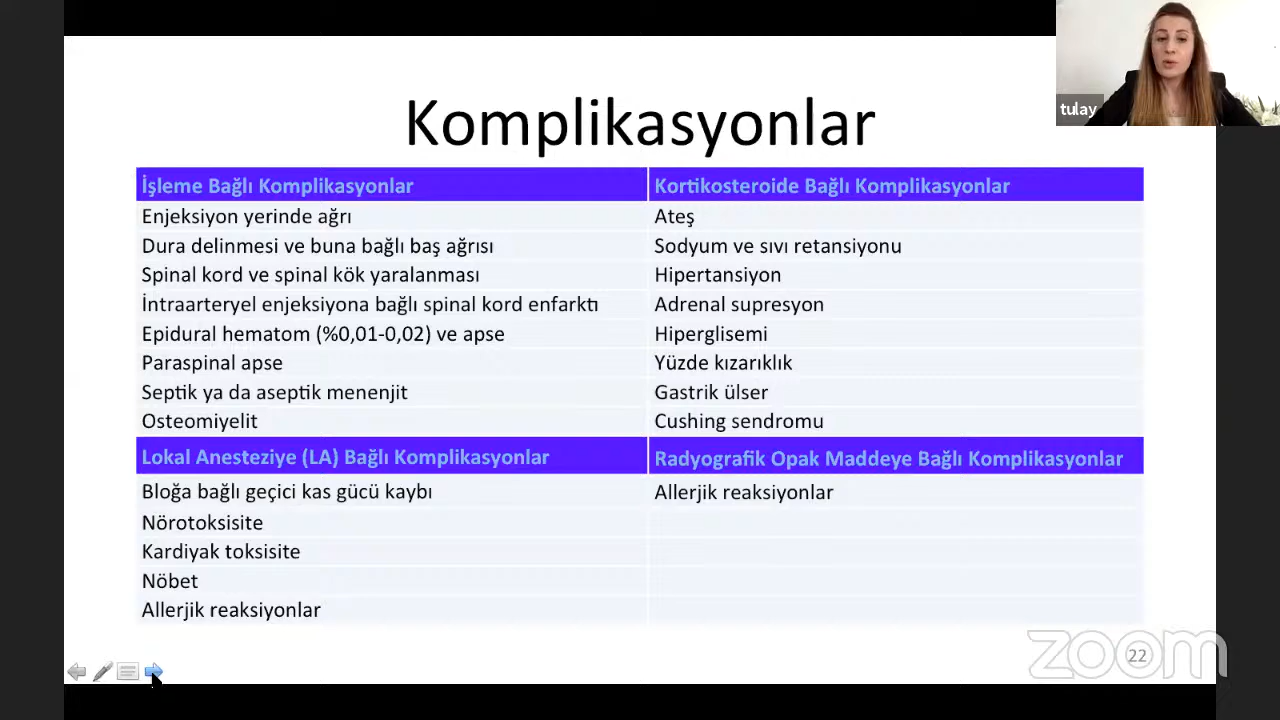 tulay
Komplikasyonlar
İşleme Bağlı Komplikasyonlar
Kortikosteroide Bağlı Komplikasyonlar
Enjeksiyon yerinde ağrı
Ateş
Dura delinmesi ve buna bağlı baş ağrısı
Sodyum ve sıvı retansiyonu
Spinal kord ve spinal kök yaralanması
Hipertansiyon
İntraarteryel enjeksiyona bağlı spinal kord enfarktı
Adrenal supresyon
Epidural hematom (%0,01-0,02) ve apse
Hiperglisemi
Paraspinal apse
Yüzde kızarıklık
Septik ya da aseptik menenjit
Gastrik ülser
Osteomiyelit
Cushing sendromu
Lokal Anesteziye (LA) Bağlı Komplikasyonlar
Radyografik Opak Maddeye Bağlı Komplikasyonlar
Bloğa bağlı geçici kas gücü kaybı
Allerjik reaksiyonlar
Nörotoksisite
Kardiyak toksisite
Nöbet
Allerjik reaksiyonlar
zoom
22